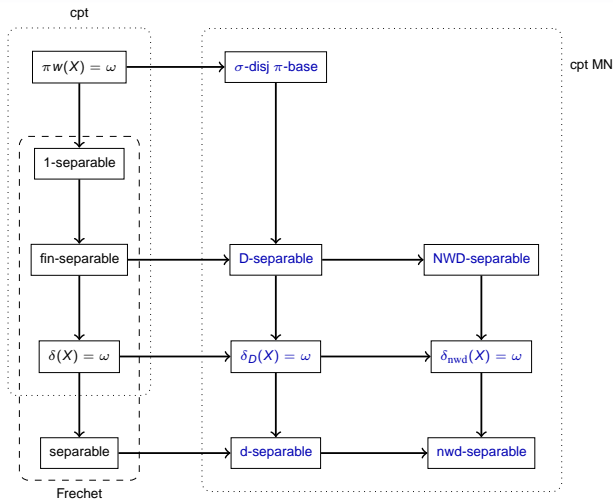 cpt
πw(X) = ω
σ-disj π-base
cpt MN
1-separable
fin-separable
D-separable
NWD-separable
δ(X) = ω
δ_D(X) = ω
δ_nwd(X) = ω
separable
d-separable
nwd-separable
Frechet